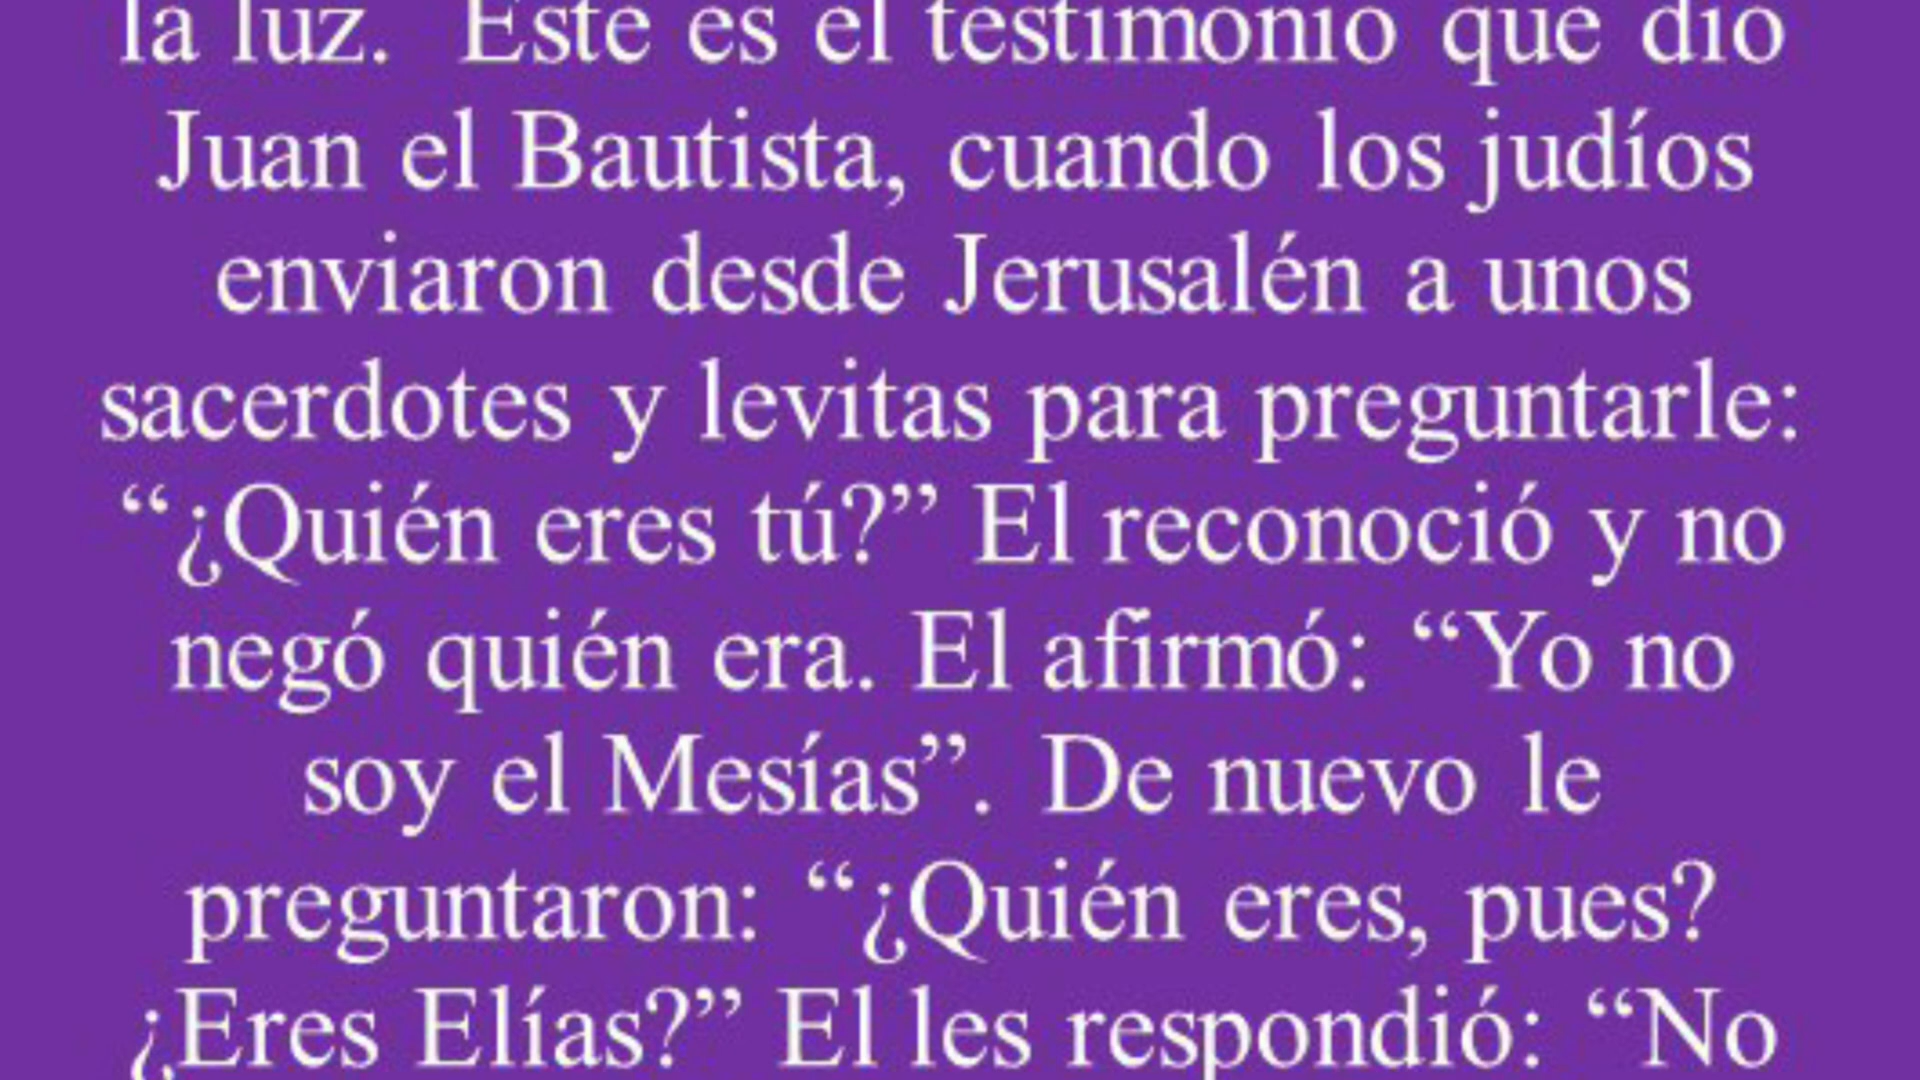 la luz. Este es el testimonio que dio
Juan el Bautista, cuando los judíos
enviaron desde Jerusalén a unos
sacerdotes y levitas para preguntarle:
“¿Quién eres tú?” El reconoció y no
negó quién era. El afirmó: “Yo no
soy el Mesías”. De nuevo le
preguntaron: “¿Quién eres, pues?
¿Eres Elías?” El les respondió: “No